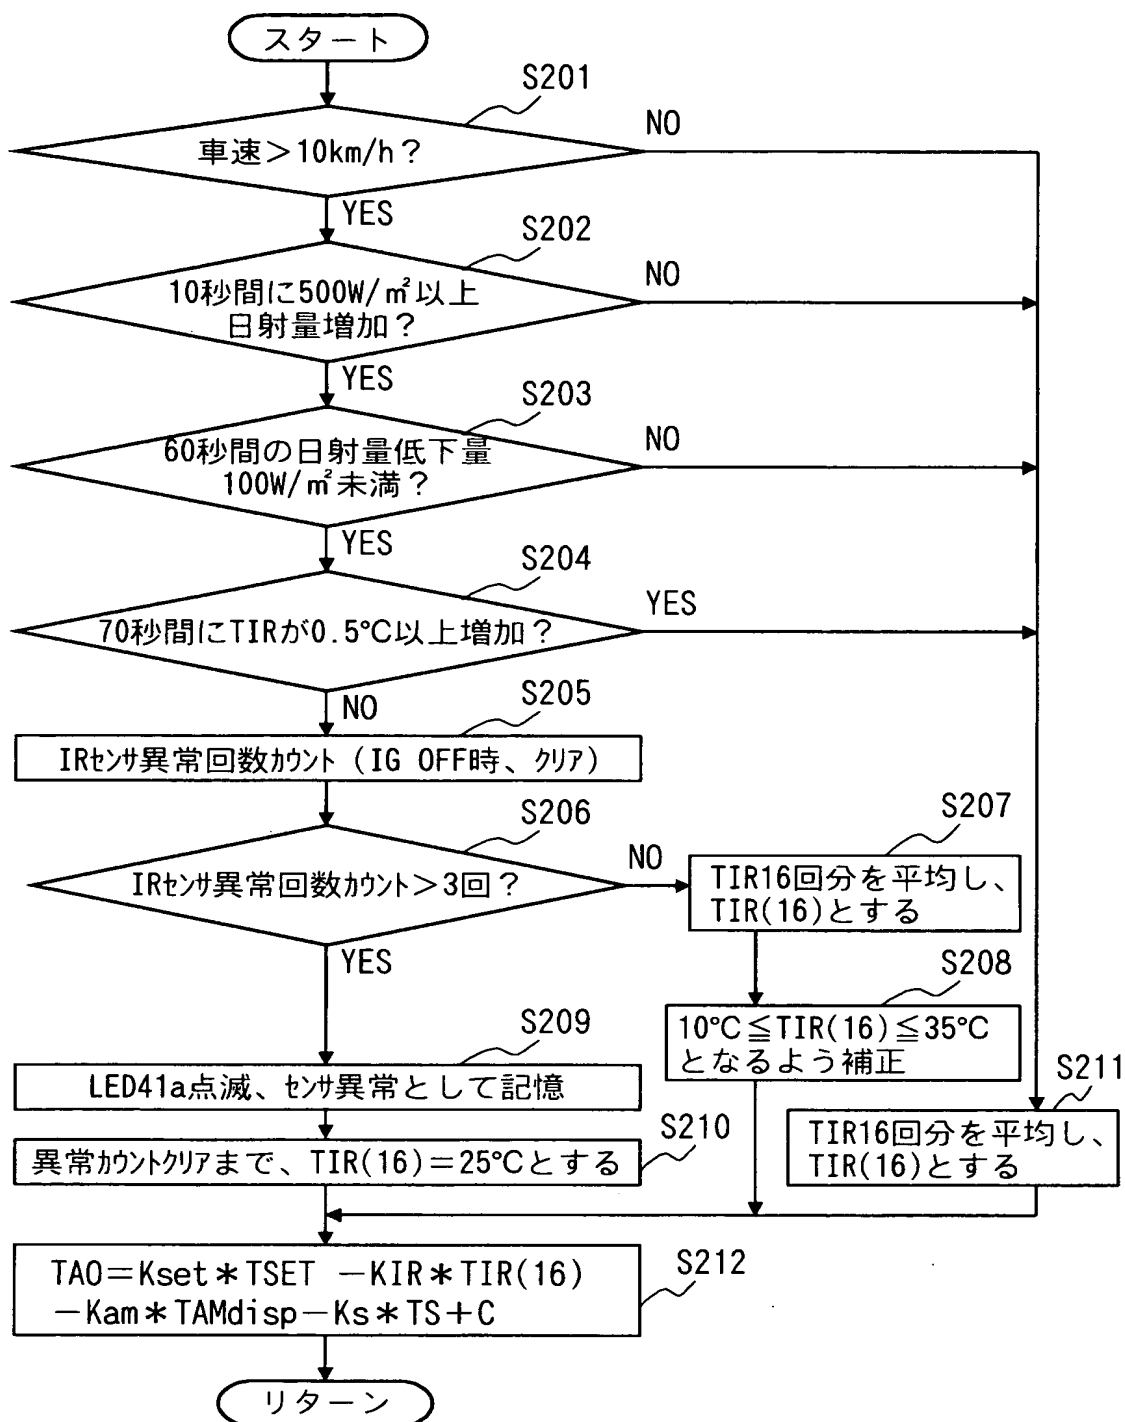 スタート
S201
車速>10km/h?
NO
YES
S202
10秒間に500W/㎡以上
日射量増加?
NO
YES
S203
60秒間の日射量低下量
100W/㎡未満?
NO
YES
S204
70秒間にTIRが0.5℃以上増加?
YES
NO
S205
IRセンサ異常回数カウント(IG OFF時、クリア)
S206
IRセンサ異常回数カウント>3回?
NO
YES
S207
TIR16回分を平均し、
TIR(16)とする
S208
10℃≦TIR(16)≦35℃
となるよう補正
S209
LED41a点滅、センサ異常として記憶
S210
異常カウントクリアまで、TIR(16)=25℃とする
S211
TIR16回分を平均し、
TIR(16)とする
S212
TAO=Kset*TSET -KIR*TIR(16)
-Kam*TAMdisp-Ks*TS+C
リターン